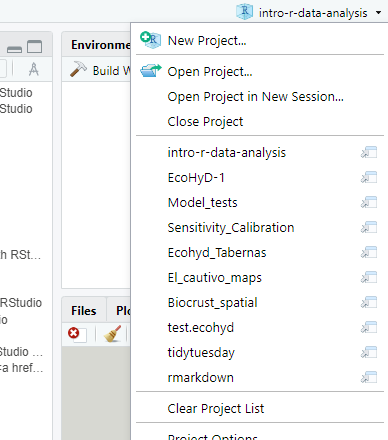 intro-r-data-analysis
New Project...
Open Project...
Open Project in New Session...
Close Project
intro-r-data-analysis
EcoHyD-1
Model_tests
Sensitivity_Calibration
Ecohyd_Tabernas
El_cautivo_maps
Biocrust_spatial
test.ecohyd
tidytuesday
rmarkdown
Clear Project List
Project Options
Environme
Build W
Files Plo
Studio
Studio
h RSt...
RStudio
io
Studio ...
a href...